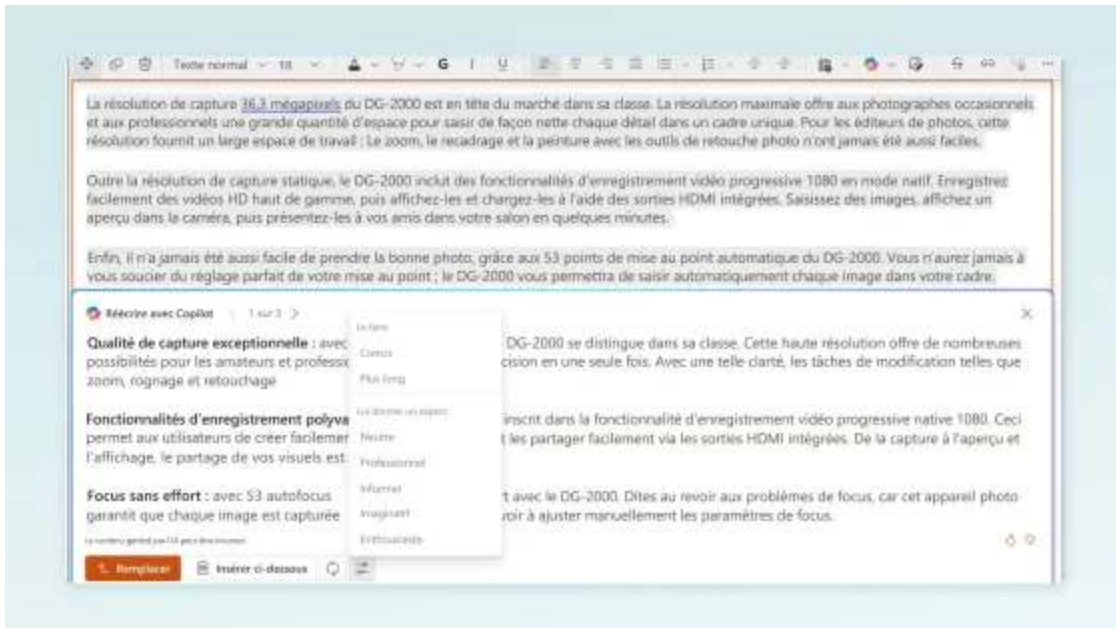 Texte normal 18 G I U
La résolution de capture 36,3 mégapixels du DG-2000 est en tête du marché dans sa classe. La résolution maximale offre aux photographes occasionnels
et aux professionnels une grande quantité d'espace pour saisir de façon nette chaque détail dans un cadre unique. Pour les éditeurs de photos, cette
résolution fournit un large espace de travail : Le zoom, le recadrage et la peinture avec les outils de retouche photo n'ont jamais été aussi faciles.
Outre la résolution de capture statique, le DG-2000 inclut des fonctionnalités d'enregistrement vidéo progressive 1080 en mode natif. Enregistrez
facilement des vidéos HD haut de gamme, puis affichez-les et chargez-les à l'aide des sorties HDMI intégrées. Saisissez des images, affichez un
aperçu dans la caméra, puis présentez-les à vos amis dans votre salon en quelques minutes.
Enfin, il n'a jamais été aussi facile de prendre la bonne photo, grâce aux 53 points de mise au point automatique du DG-2000. Vous n'aurez jamais à
vous soucier du réglage parfait de votre mise au point ; le DG-2000 vous permettra de saisir automatiquement chaque image dans votre cadre.
Réécrire avec Copilot 1 sur 3
Qualité de capture exceptionnelle : avec DG-2000 se distingue dans sa classe. Cette haute résolution offre de nombreuses
possibilités pour les amateurs et professio cision en une seule fois. Avec une telle clarté, les tâches de modification telles que
zoom, rognage et retouchage
Plus long
Fonctionnalités d'enregistrement polyva inscrit dans la fonctionnalité d'enregistrement vidéo progressive native 1080. Ceci
permet aux utilisateurs de créer facilemer t les partager facilement via les sorties HDMI intégrées. De la capture à l'aperçu et
l'affichage, le partage de vos visuels est
Neutre
Professionnel
Informel
Imaginatif
Enthousiaste
Focus sans effort : avec 53 autofocus rt avec le DG-2000. Dites au revoir aux problèmes de focus, car cet appareil photo
garantit que chaque image est capturée voir à ajuster manuellement les paramètres de focus.
Le contenu généré par l'IA peut être incorrect
Remplacer Insérer ci-dessous